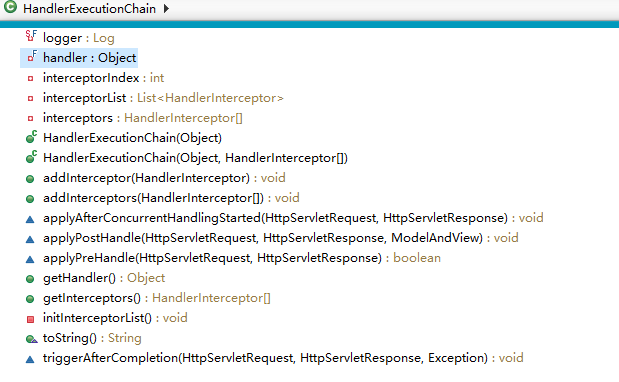 HandlerExecutionChain
logger : Log
handler : Object
interceptorIndex : int
interceptorList : List<HandlerInterceptor>
interceptors : HandlerInterceptor[]
HandlerExecutionChain(Object)
HandlerExecutionChain(Object, HandlerInterceptor[])
addInterceptor(HandlerInterceptor) : void
addInterceptors(HandlerInterceptor[]) : void
applyAfterConcurrentHandlingStarted(HttpServletRequest, HttpServletResponse) : void
applyPostHandle(HttpServletRequest, HttpServletResponse, ModelAndView) : void
applyPreHandle(HttpServletRequest, HttpServletResponse) : boolean
getHandler() : Object
getInterceptors() : HandlerInterceptor[]
initInterceptorList() : void
toString() : String
triggerAfterCompletion(HttpServletRequest, HttpServletResponse, Exception) : void